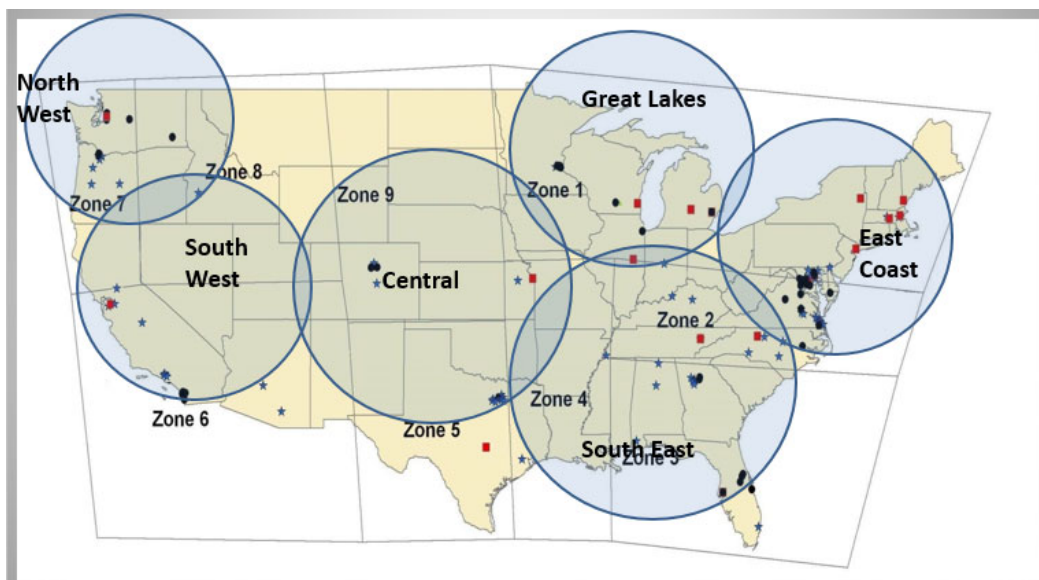 North
West
Great Lakes
Zone 1
Zone 8
Zone 9
Zone 7
South
West
Central
East
Coast
Zone 2
Zone 4
Zone 6
Zone 5
South East
Zone 3